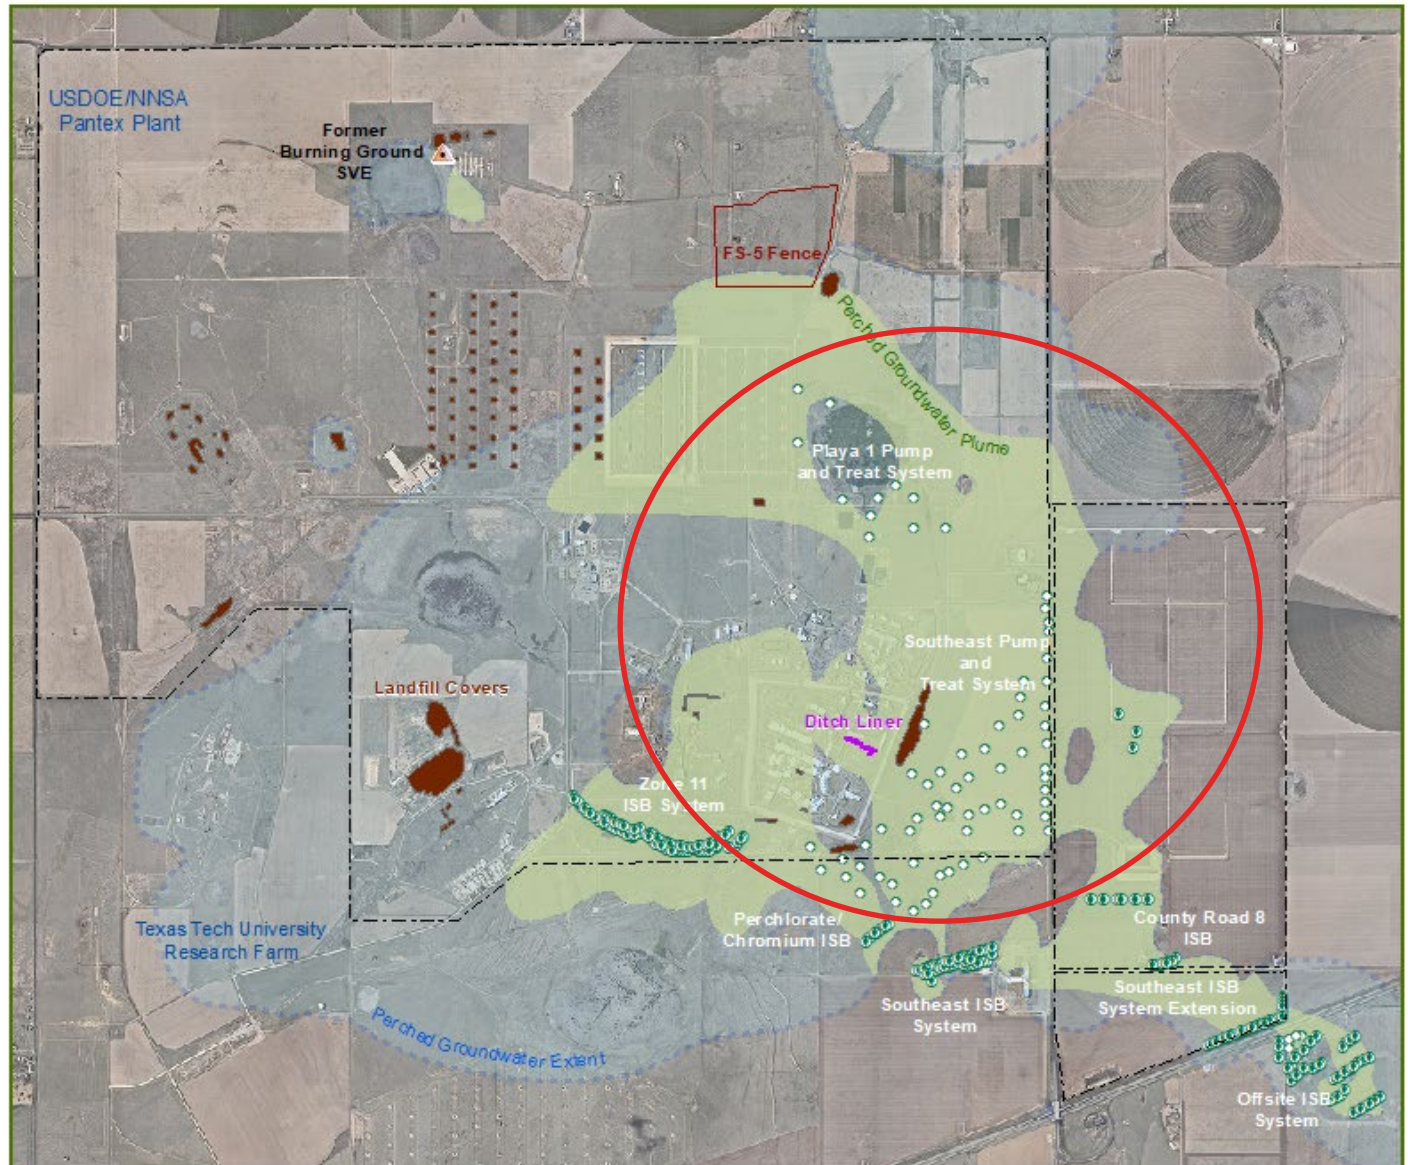 USDOE/NNSA
Pantex Plant
Former
Burning Ground
SVE
FS-5 Fence
Perched Groundwater Plume
Playa 1 Pump
and Treat System
Southeast Pump
and
Treat System
Landfill Covers
Ditch Liner
Zone 11
ISB System
Perchlorate/
Chromium ISB
County Road 8
ISB
Texas Tech University
Research Farm
Southeast ISB
System
Southeast ISB
System Extension
Perched Groundwater Extent
Offsite ISB
System